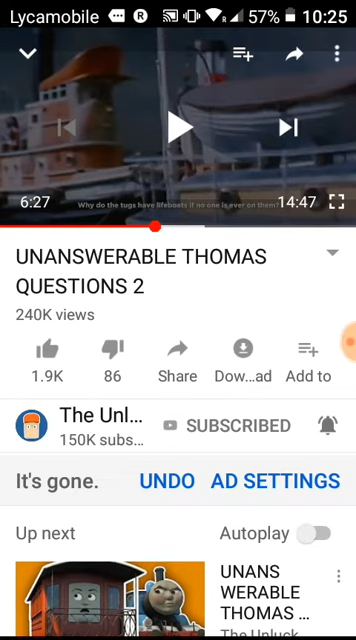 Lycamobile R 57% 10:25
6:27 Why do the tugs have lifeboats if no one is ever on them? 14:47
UNANSWERABLE THOMAS
QUESTIONS 2
240K views
1.9K 86 Share Dow...ad Add to
The Unl... SUBSCRIBED
150K subs...
It's gone. UNDO AD SETTINGS
Up next Autoplay
UNANS
WERABLE
THOMAS ...
The Unluck